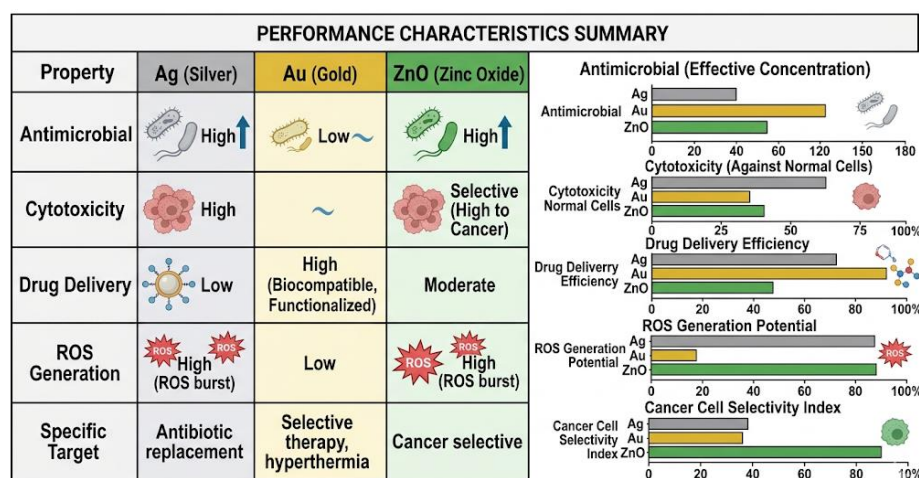 PERFORMANCE CHARACTERISTICS SUMMARY
Property
Ag (Silver)
Au (Gold)
ZnO (Zinc Oxide)
Antimicrobial
High
Low
High
Cytotoxicity
High
Selective
(High to
Cancer)
Drug Delivery
Low
High
(Biocompatible,
Functionalized)
Moderate
ROS
Generation
ROS
ROS
High
(ROS burst)
Low
ROS
ROS
High
(ROS burst)
Specific
Target
Antibiotic
replacement
Selective
therapy,
hyperthermia
Cancer selective
Antimicrobial (Effective Concentration)
Antimicrobial
Ag
Au
ZnO
0 20 60 80 120 120 150 180
Cytotoxicity (Against Normal Cells)
Cytotoxicity
Normal Cells
Ag
Au
ZnO
0 25 50 75 100%
Drug Delivery Efficiency
Drug Deliverry
Efficiency
Ag
Au
ZnO
0 20 40 60 80 100%
ROS Generation Potential
ROS Generation
Potential
Ag
Au
ZnO
ROS
0 20 40 60 80 100%
Cancer Cell Selectivity Index
Cancer Cell
Selectivity
Index
Ag
Au
ZnO
0 20 40 60 80 10%